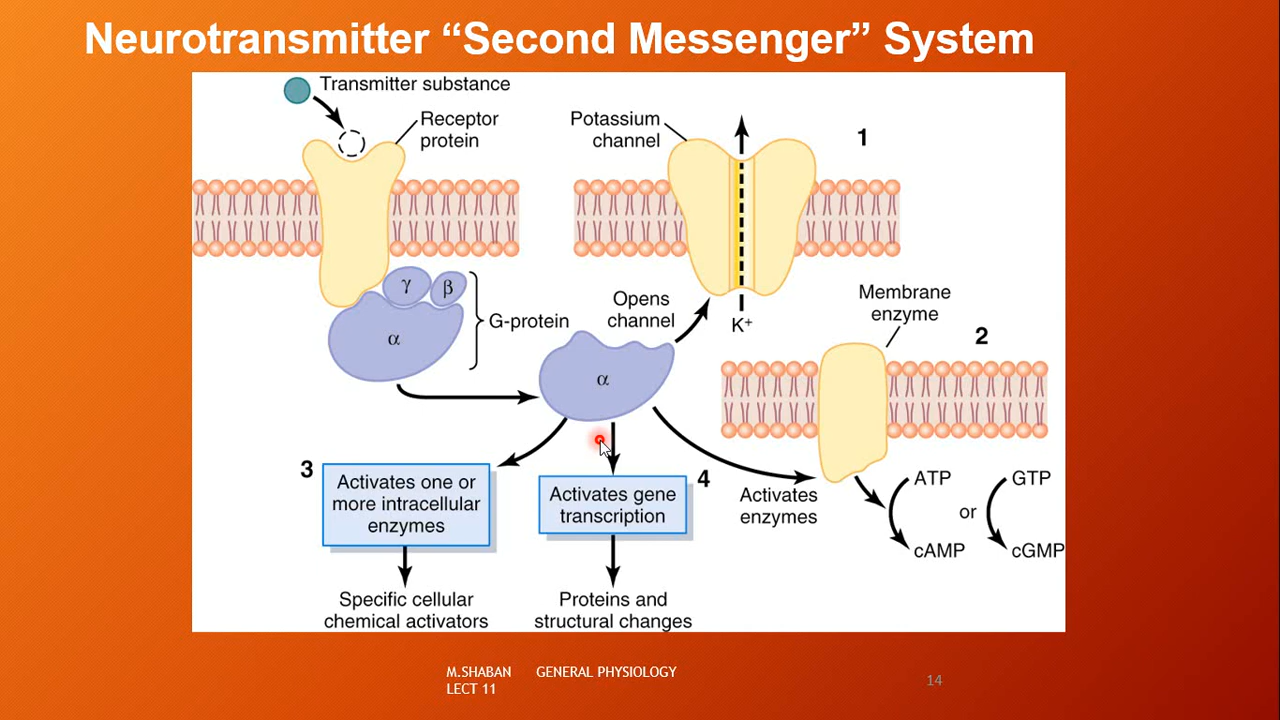 Neurotransmitter “Second Messenger” System
Transmitter substance
Receptor
protein
Potassium
channel
1
γ
β
α
G-protein
Opens
channel
K⁺
α
Membrane
enzyme
2
3
Activates one or
more intracellular
enzymes
4
Activates gene
transcription
Activates
enzymes
ATP
or
GTP
cAMP
cGMP
Specific cellular
chemical activators
Proteins and
structural changes
M.SHABAN GENERAL PHYSIOLOGY
LECT 11
14